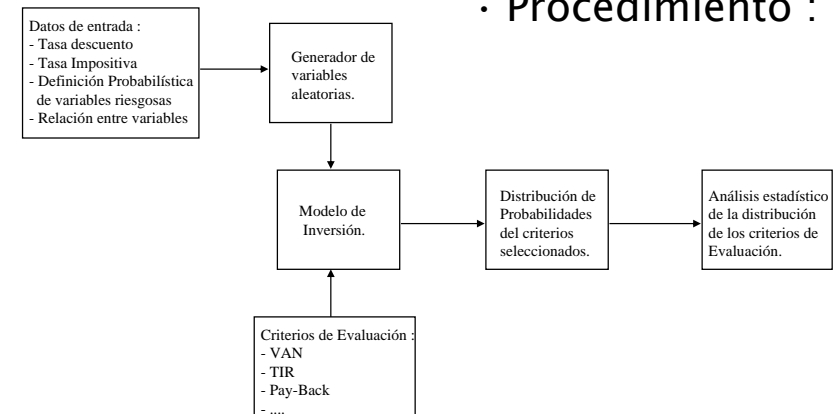 · Procedimiento :
Datos de entrada :
- Tasa descuento
- Tasa Impositiva
- Definición Probabilística
de variables riesgosas
- Relación entre variables
Generador de
variables
aleatorias.
Modelo de
Inversión.
Distribución de
Probabilidades
del criterios
seleccionados.
Análisis estadístico
de la distribución
de los criterios de
Evaluación.
Criterios de Evaluación :
- VAN
- TIR
- Pay-Back
- ....